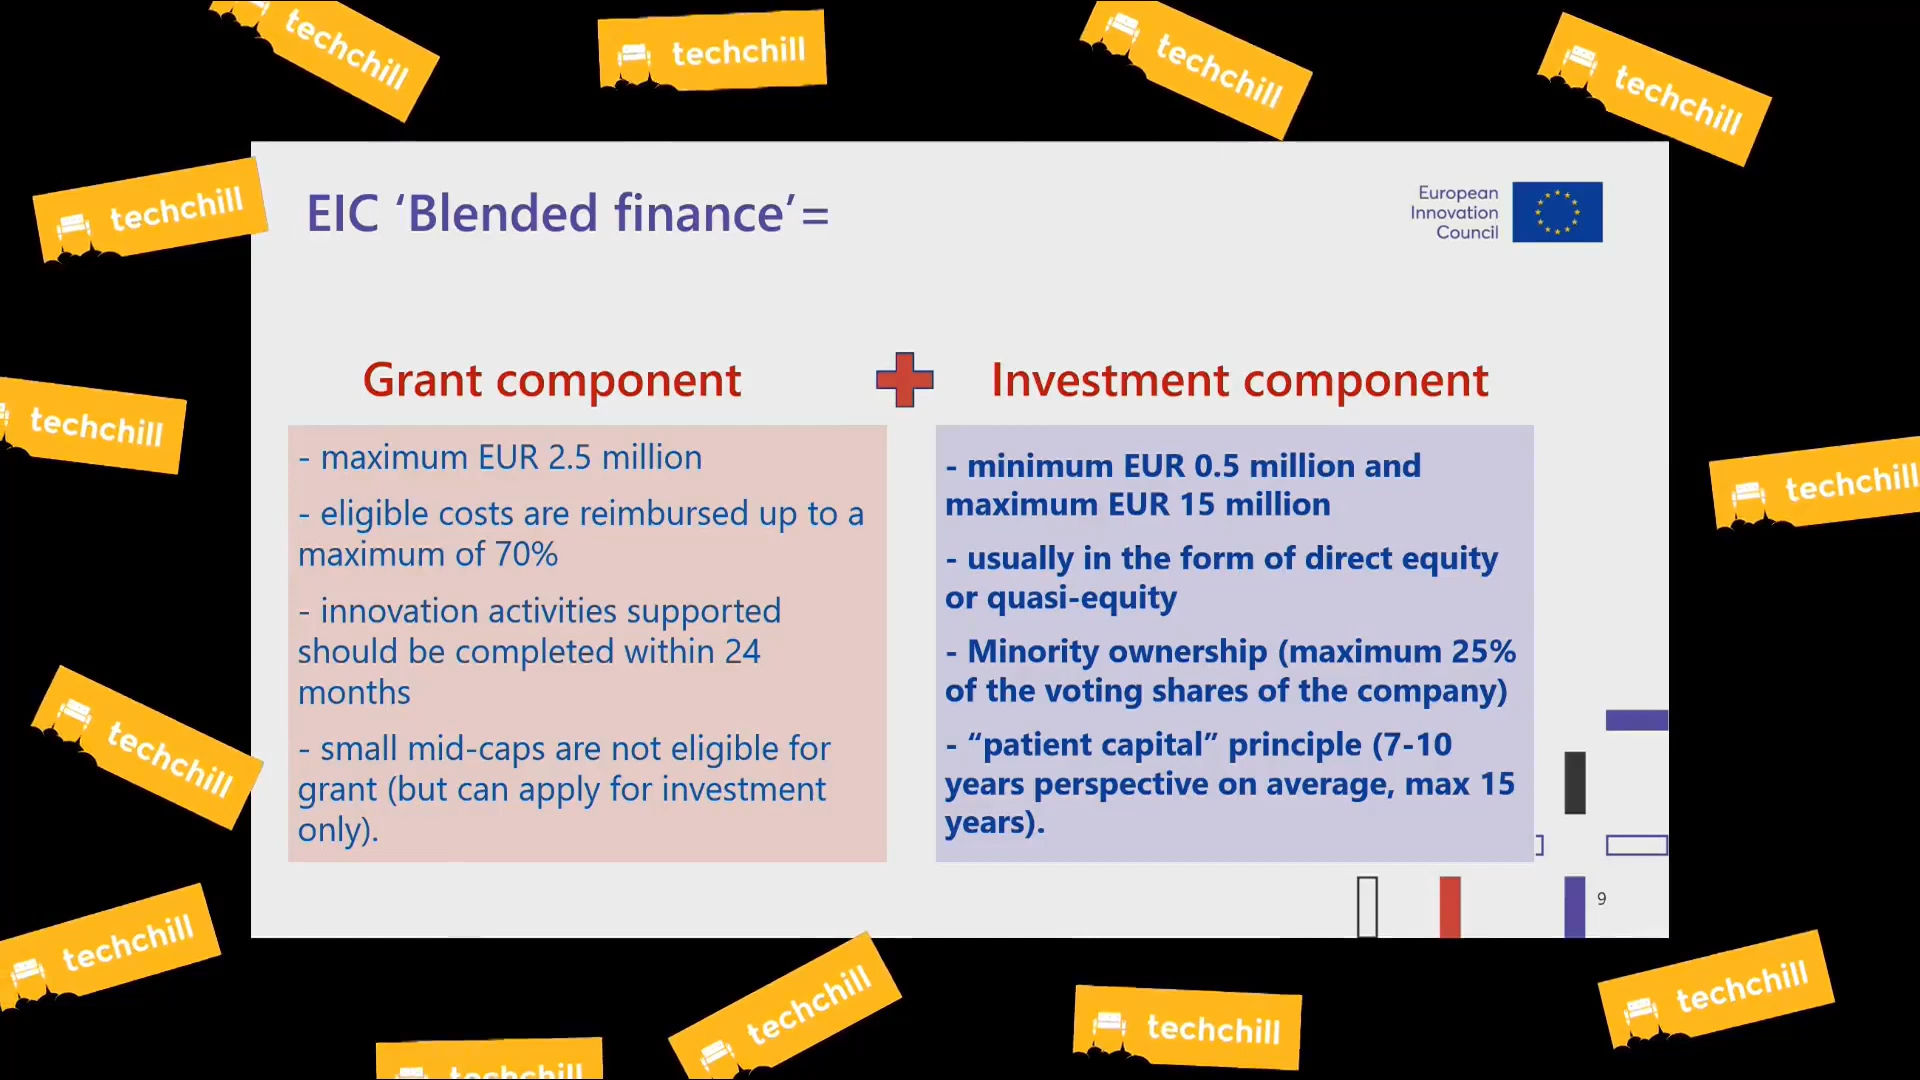 techchill
techchill
techchill
techchill
techchill
EIC ‘Blended finance’=
European
Innovation
Council
Grant component
Investment component
- maximum EUR 2.5 million
- eligible costs are reimbursed up to a
maximum of 70%
- innovation activities supported
should be completed within 24
months
- small mid-caps are not eligible for
grant (but can apply for investment
only).
- minimum EUR 0.5 million and
maximum EUR 15 million
- usually in the form of direct equity
or quasi-equity
- Minority ownership (maximum 25%
of the voting shares of the company)
- “patient capital” principle (7-10
years perspective on average, max 15
years).
9
techchill
techchill
techchill
techchill
techchill
techchill
techchill
techchill